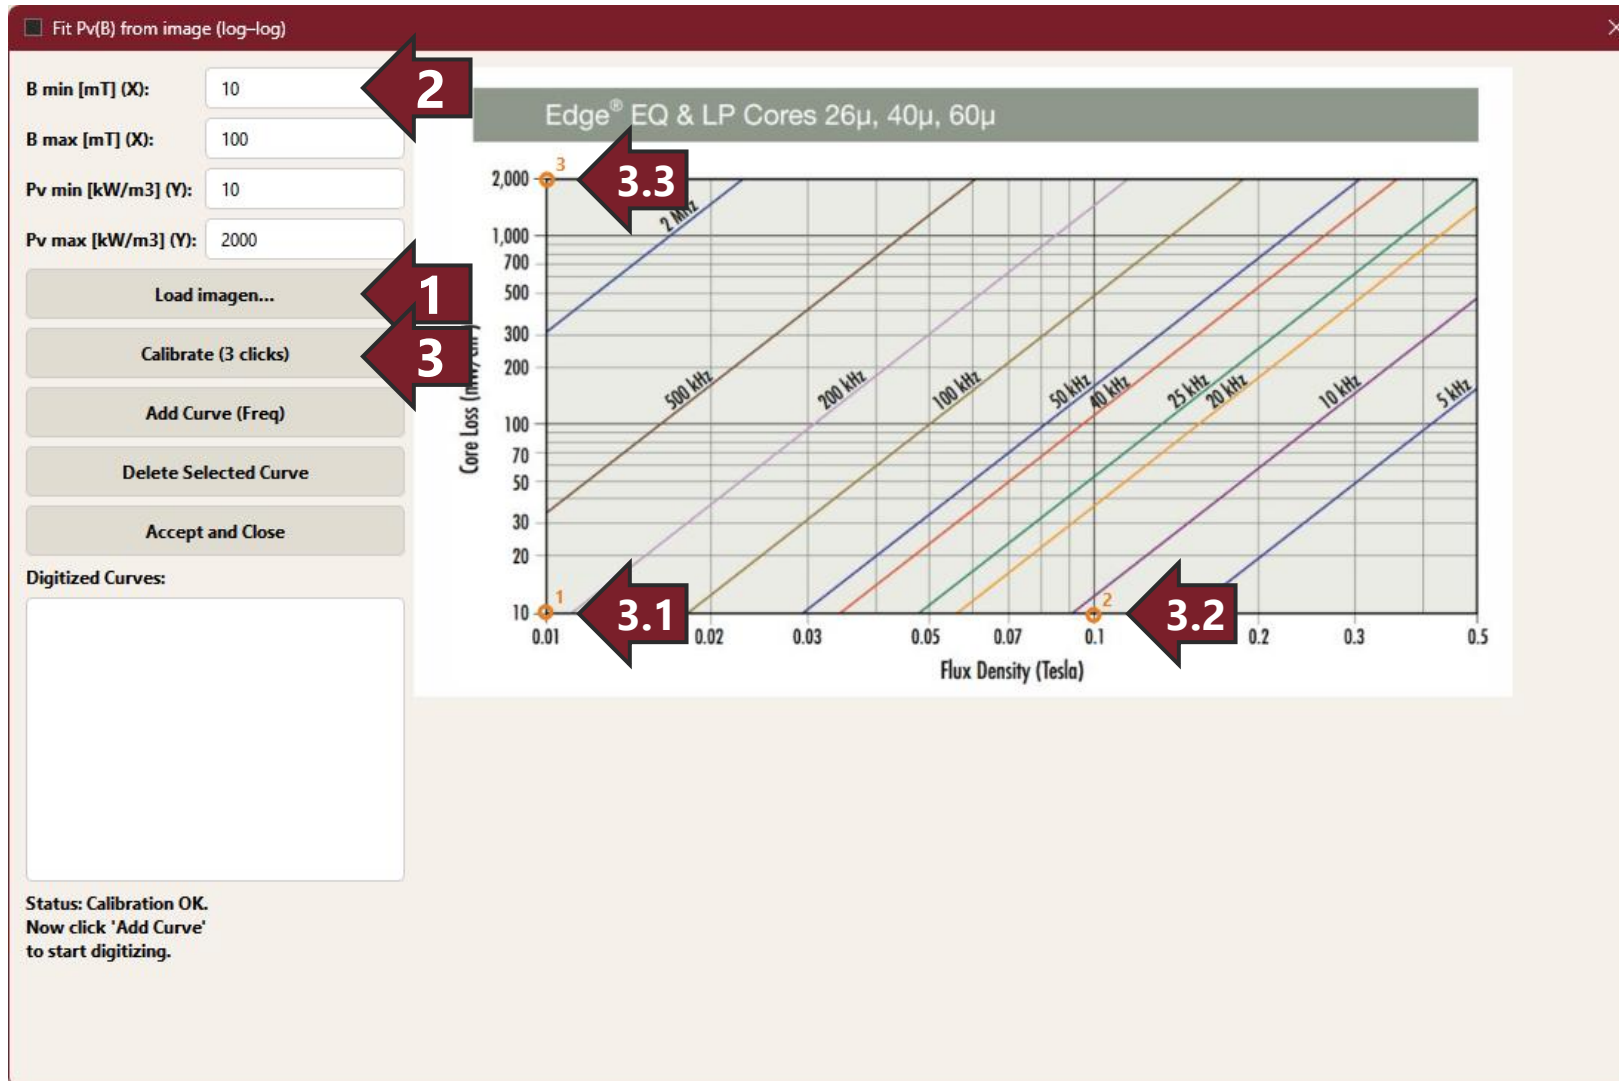 Fit Pv(B) from image (log–log)
B min [mT] (X):
10
2
B max [mT] (X):
100
Pv min [kW/m3] (Y):
10
Pv max [kW/m3] (Y):
2000
Load imagen...
1
Calibrate (3 clicks)
3
Add Curve (Freq)
Delete Selected Curve
Accept and Close
Digitized Curves:
Status: Calibration OK.
Now click 'Add Curve'
to start digitizing.
Edge® EQ & LP Cores 26µ, 40µ, 60µ
3
3.3
2,000
1,000
700
500
300
200
100
70
50
30
20
10
Core Loss
2 MHz
500 kHz
200 kHz
100 kHz
50 kHz
40 kHz
25 kHz
20 kHz
10 kHz
5 kHz
1
3.1
2
3.2
0.01
0.02
0.03
0.05
0.07
0.1
0.2
0.3
0.5
Flux Density (Tesla)